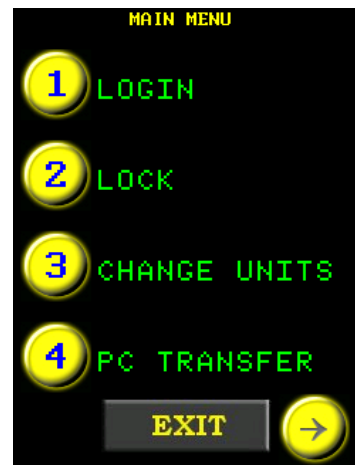 MAIN MENU
1 LOGIN
2 LOCK
3 CHANGE UNITS
4 PC TRANSFER
EXIT →